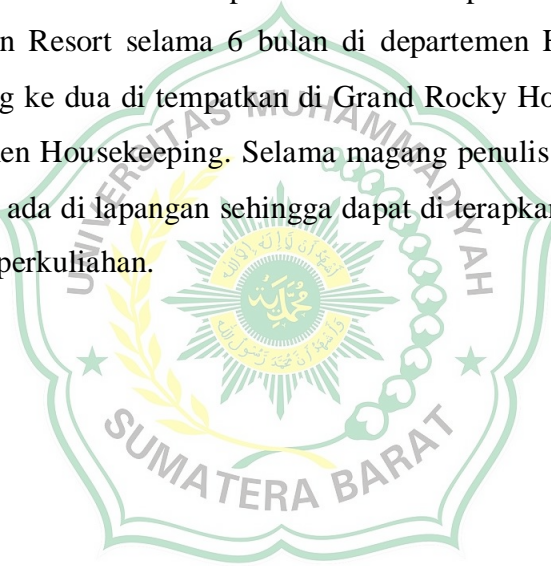 n Resort selama 6 bulan di departemen
g ke dua di tempatkan di Grand Rocky Ho
en Housekeeping. Selama magang penulis
ada di lapangan sehingga dapat di terapkan
perkuliahan.
UNIVERSITAS MUHAMMADIYAH
محمد
SUMATERA BARAT